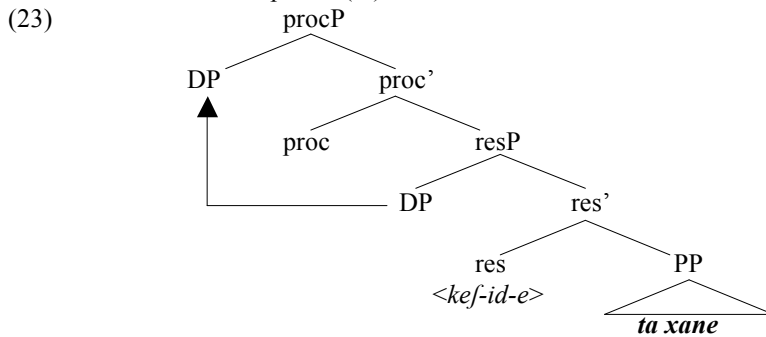 (23) procP
DP proc’
proc resP
DP res’
res PP
<keʃ-id-e>
ta xane